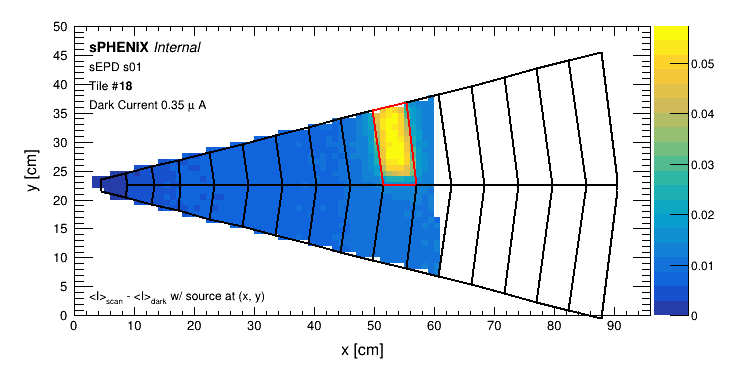 sPHENIX Internal
sEPD s01
Tile #18
Dark Current 0.35 μ A
<I>scan - <I>dark w/ source at (x, y)
y [cm]
50
45
40
35
30
25
20
15
10
5
0
0 10 20 30 40 50 60 70 80 90
x [cm]
0.05
0.04
0.03
0.02
0.01
0